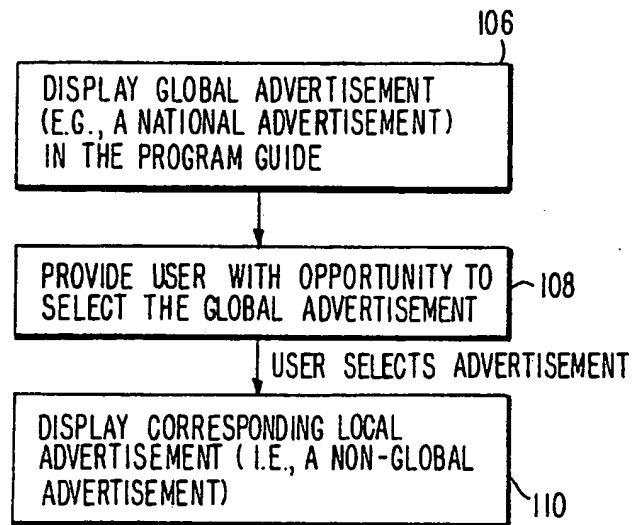 106
DISPLAY GLOBAL ADVERTISEMENT
(E.G., A NATIONAL ADVERTISEMENT)
IN THE PROGRAM GUIDE
PROVIDE USER WITH OPPORTUNITY TO
SELECT THE GLOBAL ADVERTISEMENT
108
USER SELECTS ADVERTISEMENT
DISPLAY CORRESPONDING LOCAL
ADVERTISEMENT ( I.E., A NON-GLOBAL
ADVERTISEMENT)
110